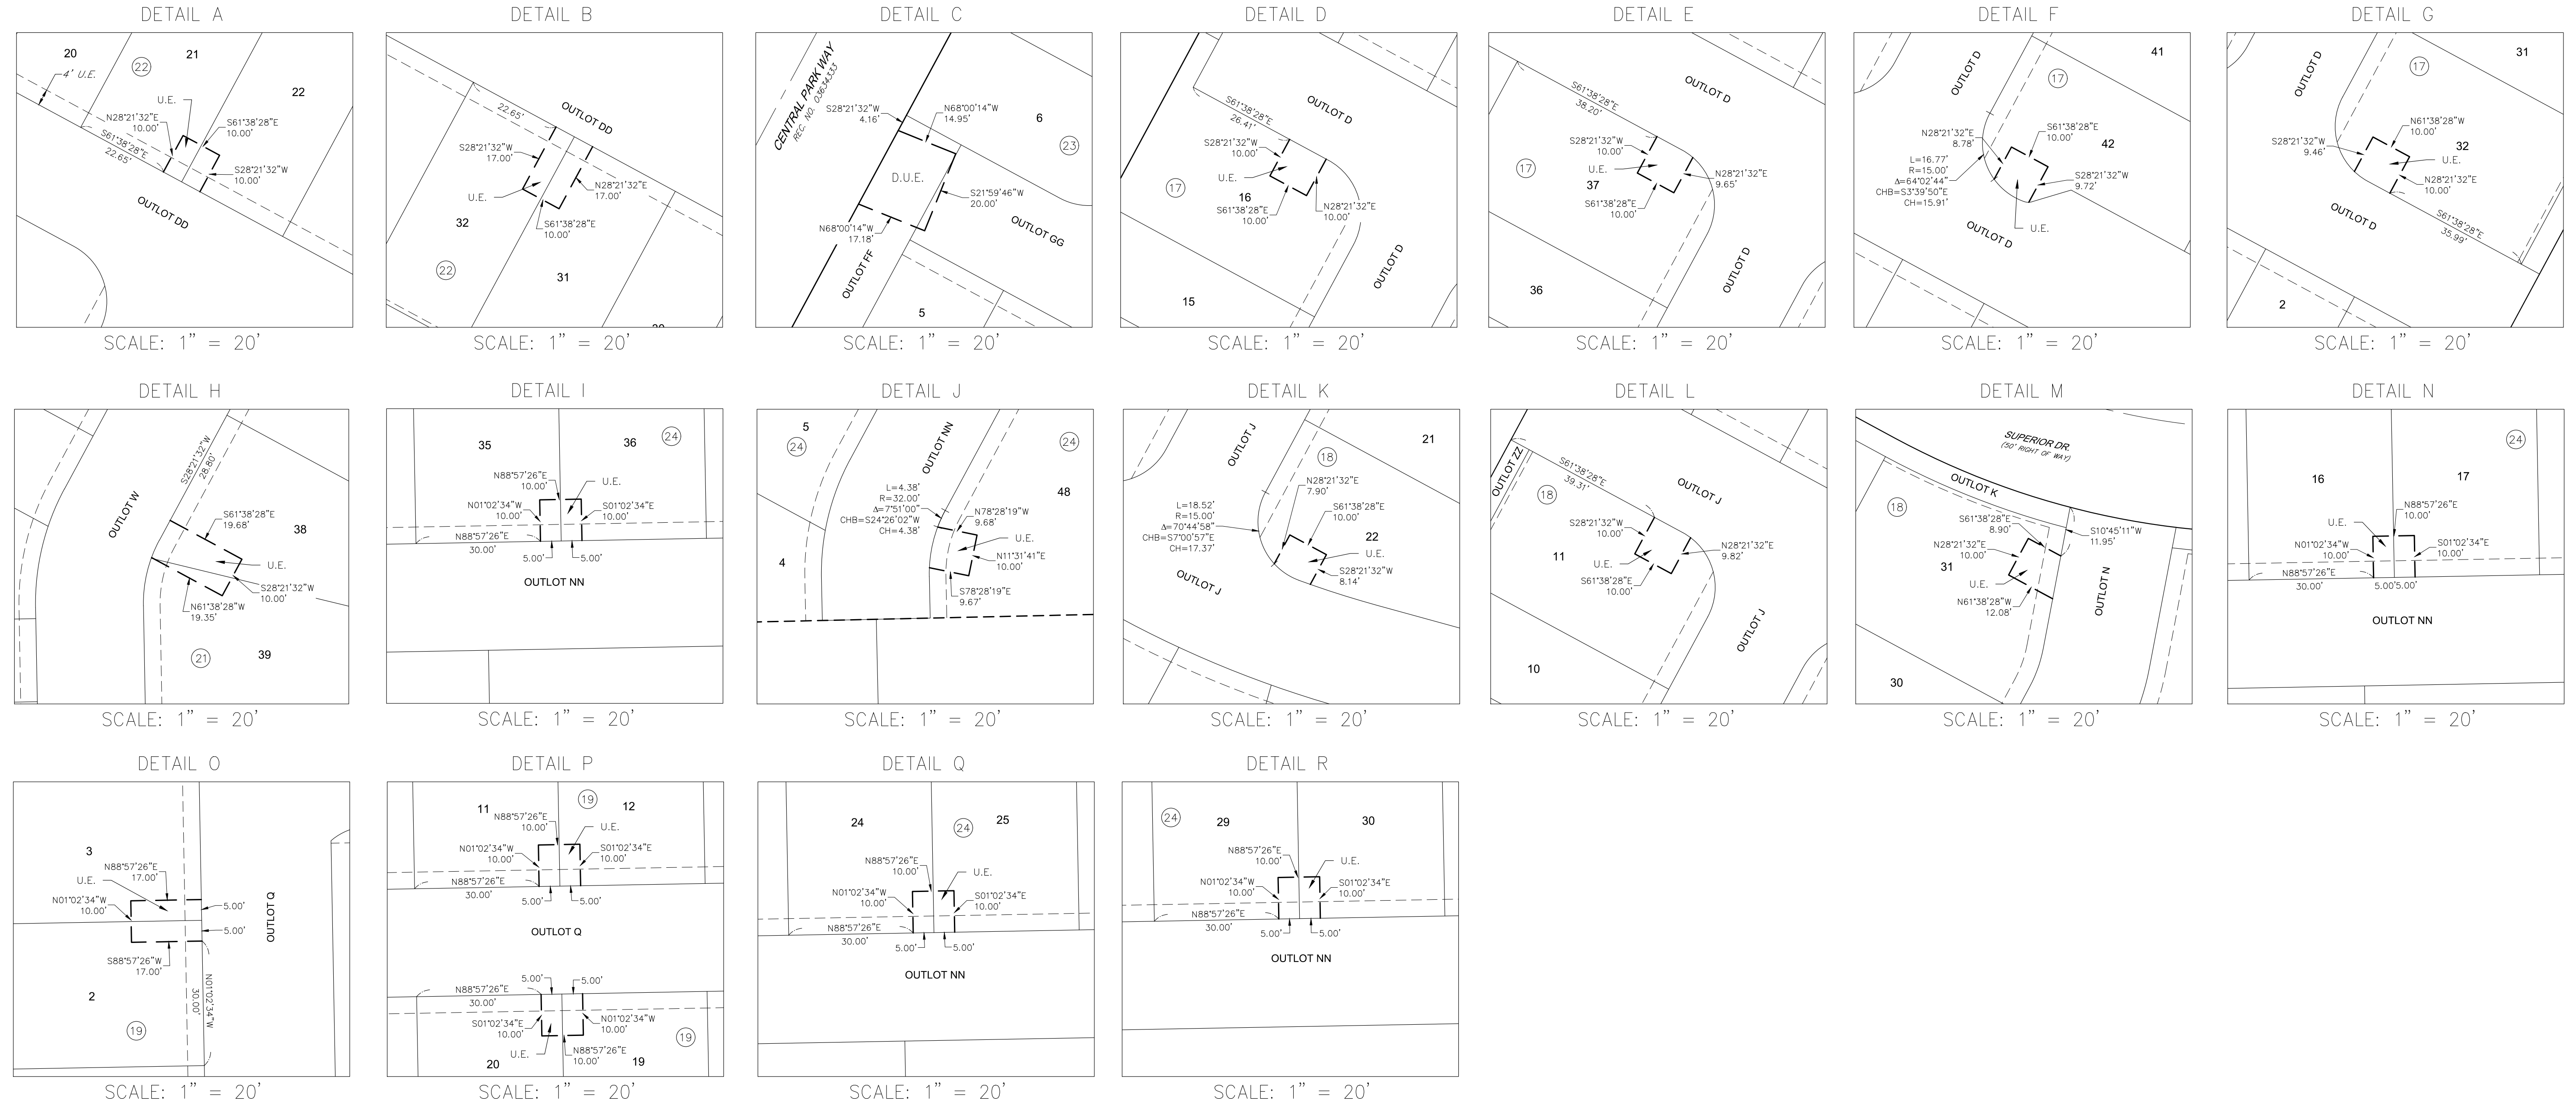 DETAIL A
20
21
22
22
4' U.E.
U.E.
N28°21'32"E
10.00'
S61°38'28"E
10.00'
S61°38'28"E
22.65'
S28°21'32"W
10.00'
OUTLOT DD
SCALE: 1" = 20'
DETAIL B
22.65'
OUTLOT DD
S28°21'32"W
17.00'
N28°21'32"E
17.00'
U.E.
S61°38'28"E
10.00'
32
22
31
SCALE: 1" = 20'
DETAIL C
CENTRAL PARK WAY
REC. NO. 03634333
S28°21'32"W
4.16'
N68°00'14"W
14.95'
6
23
D.U.E.
S21°59'46"W
20.00'
N68°00'14"W
17.18'
OUTLOT GG
OUTLOT FF
5
SCALE: 1" = 20'
DETAIL D
S61°38'28"E
26.41'
OUTLOT D
S28°21'32"W
10.00'
U.E.
17
16
S61°38'28"E
10.00'
N28°21'32"E
10.00'
OUTLOT D
15
SCALE: 1" = 20'
DETAIL E
S61°38'28"E
38.20'
OUTLOT D
S28°21'32"W
10.00'
17
U.E.
37
N28°21'32"E
9.65'
S61°38'28"E
10.00'
OUTLOT D
36
SCALE: 1" = 20'
DETAIL F
OUTLOT D
41
17
N28°21'32"E
8.78'
S61°38'28"E
10.00'
42
L=16.77'
R=15.00'
Δ=64°02'44"
CHB=S3°39'50"E
CH=15.91'
S28°21'32"W
9.72'
U.E.
OUTLOT D
SCALE: 1" = 20'
DETAIL G
OUTLOT D
31
17
N61°38'28"W
10.00'
S28°21'32"W
9.46'
32
U.E.
N28°21'32"E
10.00'
OUTLOT D
S61°38'28"E
35.99'
2
SCALE: 1" = 20'
DETAIL H
S28°21'32"W
28.80'
OUTLOT W
S61°38'28"E
19.68'
38
U.E.
S28°21'32"W
10.00'
N61°38'28"W
19.35'
21
39
SCALE: 1" = 20'
DETAIL I
35
36
24
N88°57'26"E
10.00'
U.E.
N01°02'34"W
10.00'
S01°02'34"E
10.00'
N88°57'26"E
30.00'
5.00'
5.00'
OUTLOT NN
SCALE: 1" = 20'
DETAIL J
5
24
OUTLOT NN
24
L=4.38'
R=32.00'
Δ=7°51'00"
CHB=S24°26'02"W
CH=4.38'
48
N78°28'19"W
9.68'
U.E.
N11°31'41"E
10.00'
4
S78°28'19"E
9.67'
SCALE: 1" = 20'
DETAIL K
OUTLOT J
21
18
N28°21'32"E
7.90'
L=18.52'
R=15.00'
Δ=70°44'58"
CHB=S7°00'57"E
CH=17.37'
S61°38'28"E
10.00'
22
U.E.
S28°21'32"W
8.14'
OUTLOT J
SCALE: 1" = 20'
DETAIL L
OUTLOT ZZ
S61°38'28"E
39.31'
18
OUTLOT J
S28°21'32"W
10.00'
11
U.E.
N28°21'32"E
9.82'
S61°38'28"E
10.00'
OUTLOT J
10
SCALE: 1" = 20'
DETAIL M
SUPERIOR DR.
(50' RIGHT OF WAY)
OUTLOT K
18
S61°38'28"E
8.90'
S10°45'11"W
11.95'
N28°21'32"E
10.00'
31
U.E.
N61°38'28"W
12.08'
OUTLOT N
30
SCALE: 1" = 20'
DETAIL N
24
16
17
N88°57'26"E
10.00'
U.E.
N01°02'34"W
10.00'
S01°02'34"E
10.00'
N88°57'26"E
30.00'
5.00'
5.00'
OUTLOT NN
SCALE: 1" = 20'
DETAIL O
3
N88°57'26"E
17.00'
U.E.
N01°02'34"W
10.00'
5.00'
5.00'
OUTLOT Q
S88°57'26"W
17.00'
N01°02'34"W
30.00'
2
19
SCALE: 1" = 20'
DETAIL P
11
19
12
N88°57'26"E
10.00'
U.E.
N01°02'34"W
10.00'
S01°02'34"E
10.00'
N88°57'26"E
30.00'
5.00'
5.00'
OUTLOT Q
5.00'
5.00'
N88°57'26"E
30.00'
S01°02'34"E
10.00'
N01°02'34"W
10.00'
U.E.
N88°57'26"E
10.00'
19
20
19
SCALE: 1" = 20'
DETAIL Q
24
24
25
N88°57'26"E
10.00'
U.E.
N01°02'34"W
10.00'
S01°02'34"E
10.00'
N88°57'26"E
30.00'
5.00'
5.00'
OUTLOT NN
SCALE: 1" = 20'
DETAIL R
24
29
30
N88°57'26"E
10.00'
U.E.
N01°02'34"W
10.00'
S01°02'34"E
10.00'
N88°57'26"E
30.00'
5.00'
5.00'
OUTLOT NN
SCALE: 1" = 20'